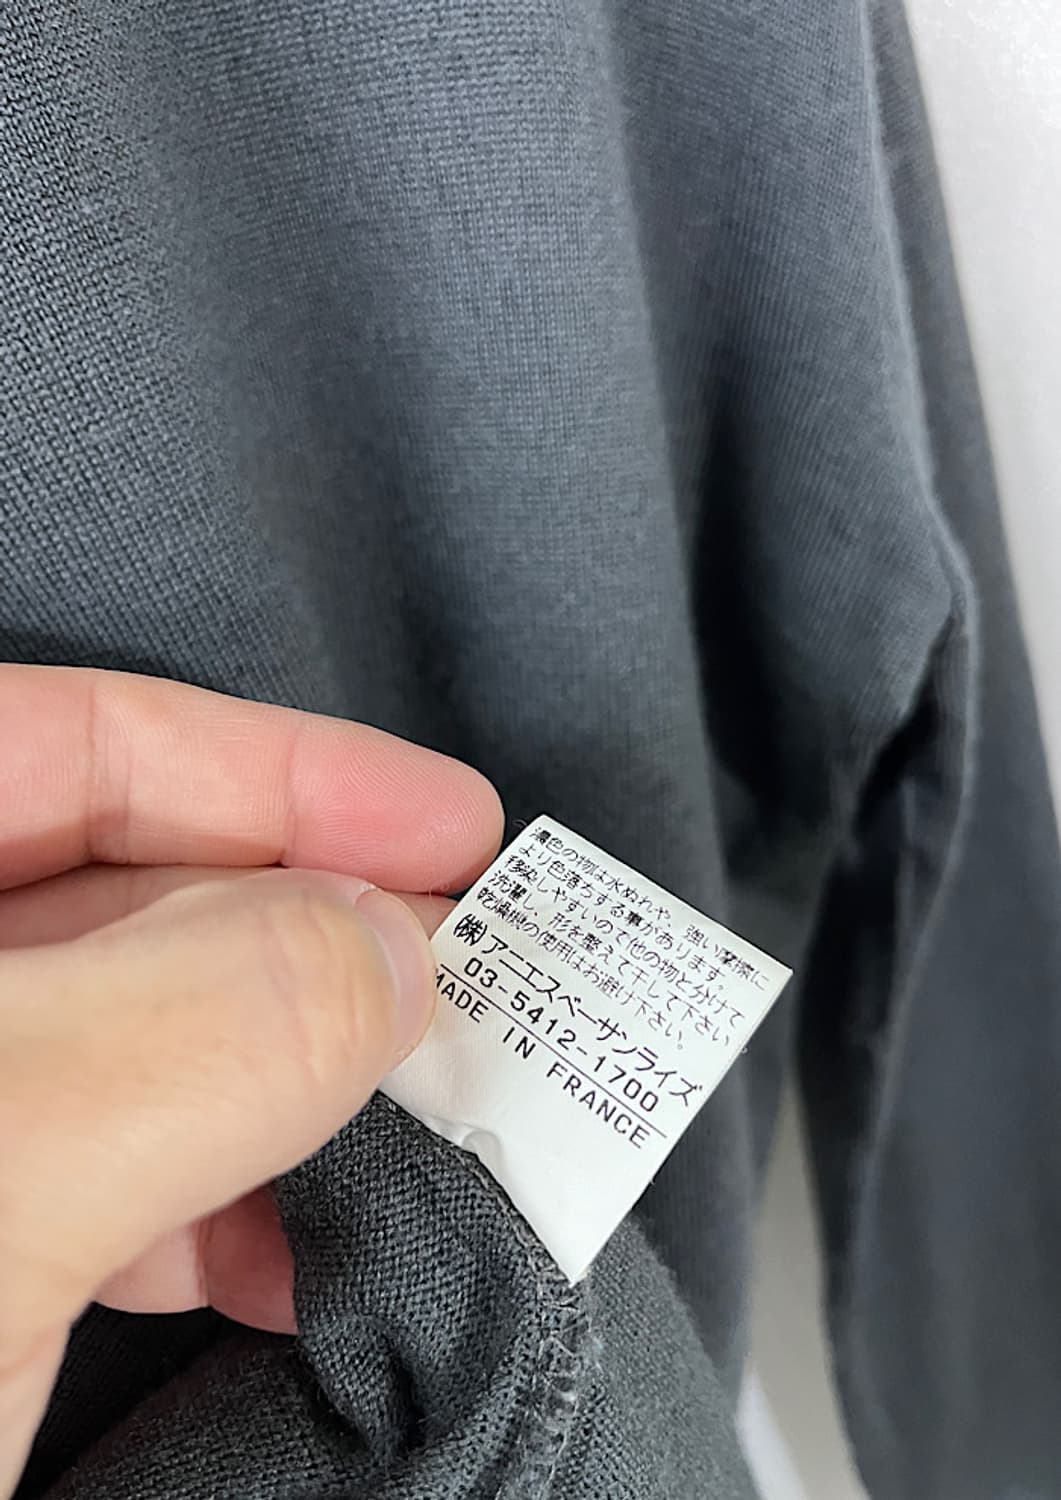 濃色の物は水ぬれや、強い摩擦に
より色落ちする事があります。
移染しやすいので他の物と分けて
洗濯し、形を整えて干して下さい
乾燥機の使用はお避け下さい。
(株)アニエスベーサンライズ
03-5412-1700
MADE IN FRANCE